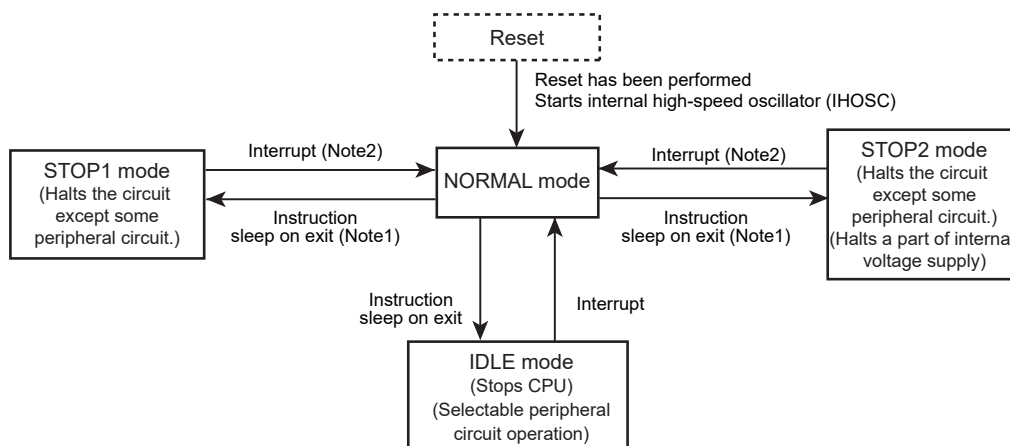 Reset
Reset has been performed
Starts internal high-speed oscillator (IHOSC)
STOP1 mode
(Halts the circuit
except some
peripheral circuit.)
Interrupt (Note2)
Instruction
sleep on exit (Note1)
NORMAL mode
Interrupt (Note2)
Instruction
sleep on exit (Note1)
STOP2 mode
(Halts the circuit
except some
peripheral circuit.)
(Halts a part of interna
voltage supply)
Instruction
sleep on exit
Interrupt
IDLE mode
(Stops CPU)
(Selectable peripheral
circuit operation)